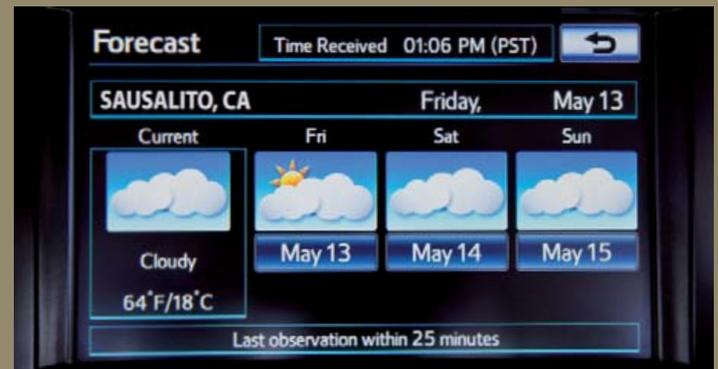 Forecast
Time Received 01:06 PM (PST)
SAUSALITO, CA Friday, May 13
Current Fri Sat Sun
May 13 May 14 May 15
Cloudy
64°F/18°C
Last observation within 25 minutes